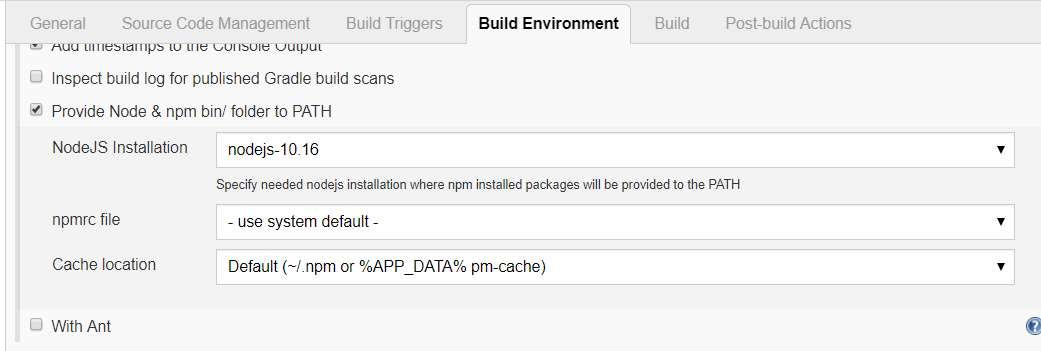 General Source Code Management Build Triggers Build Environment Build Post-build Actions
Add timestamps to the Console Output
Inspect build log for published Gradle build scans
Provide Node & npm bin/ folder to PATH
NodeJS Installation nodejs-10.16
Specify needed nodejs installation where npm installed packages will be provided to the PATH
npmrc file - use system default -
Cache location Default (~/.npm or %APP_DATA% pm-cache)
With Ant ?